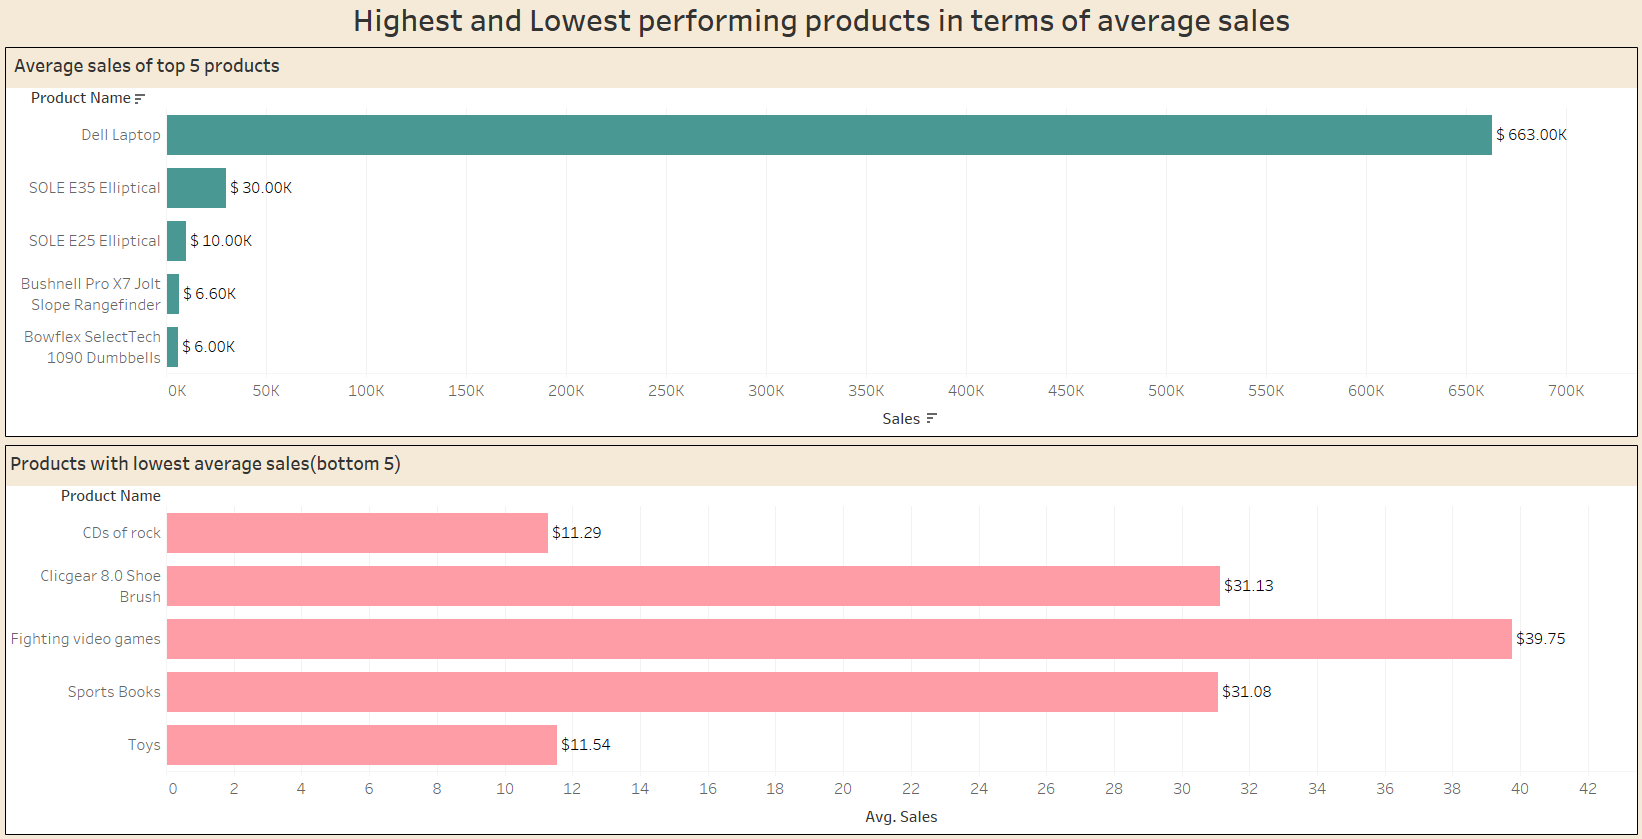 Highest and Lowest performing products in terms of average sales
Average sales of top 5 products
Product Name
Dell Laptop
$ 663.00K
SOLE E35 Elliptical
$ 30.00K
SOLE E25 Elliptical
$ 10.00K
Bushnell Pro X7 Jolt
Slope Rangefinder
$ 6.60K
Bowflex SelectTech
1090 Dumbbells
$ 6.00K
0K 50K 100K 150K 200K 250K 300K 350K 400K 450K 500K 550K 600K 650K 700K
Sales
Products with lowest average sales(bottom 5)
Product Name
CDs of rock
$11.29
Clicgear 8.0 Shoe
Brush
$31.13
Fighting video games
$39.75
Sports Books
$31.08
Toys
$11.54
0 2 4 6 8 10 12 14 16 18 20 22 24 26 28 30 32 34 36 38 40 42
Avg. Sales